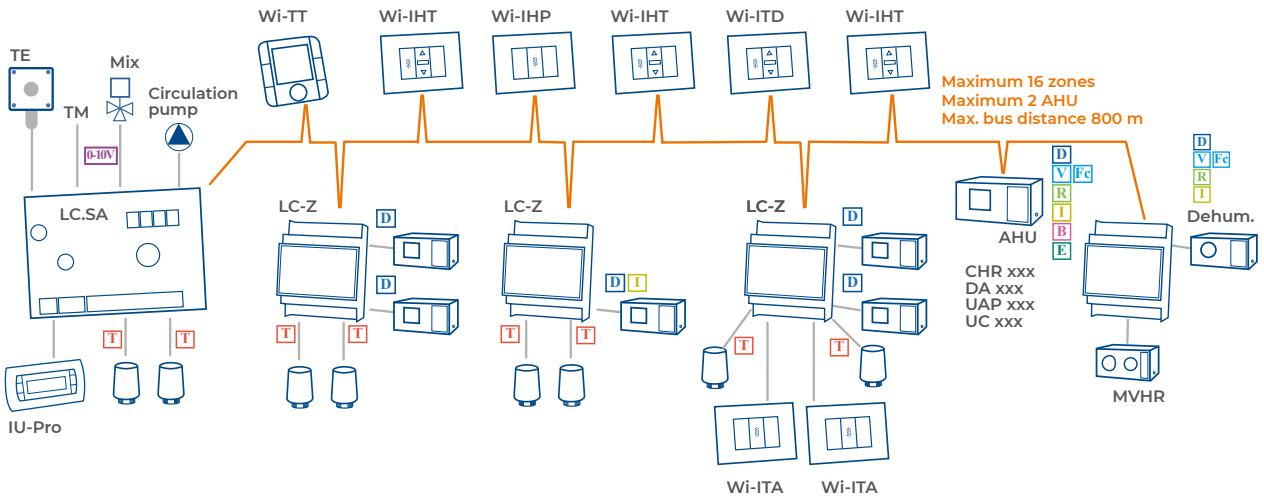 Wi-TT
Wi-IHT
Wi-IHP
Wi-IHT
Wi-ITD
Wi-IHT
TE
Mix
TM
Circulation
pump
0-10V
Maximum 16 zones
Maximum 2 AHU
Max. bus distance 800 m
LC.SA
LC-Z
D
D
T
T
LC-Z
D I
T
T
LC-Z
D
D
T
T
AHU
D
V Fc
R
I
B
E
CHR xxx
DA xxx
UAP xxx
UC xxx
D
V Fc
R
I
Dehum.
MVHR
T
T
IU-Pro
Wi-ITA
Wi-ITA